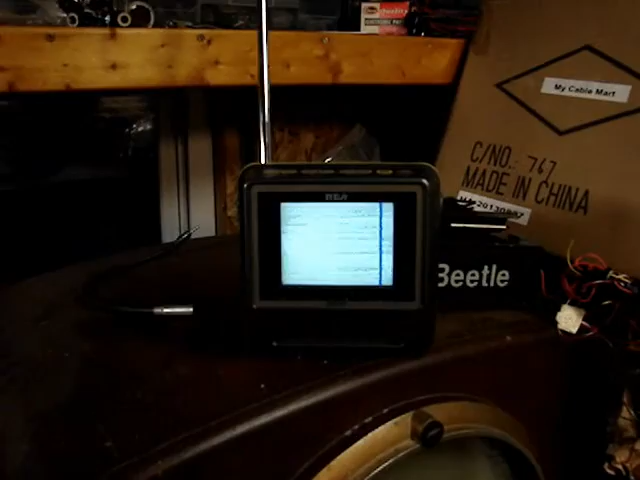 My Cable Mart
C/NO.: 767
MADE IN CHINA
RCA
Beetle